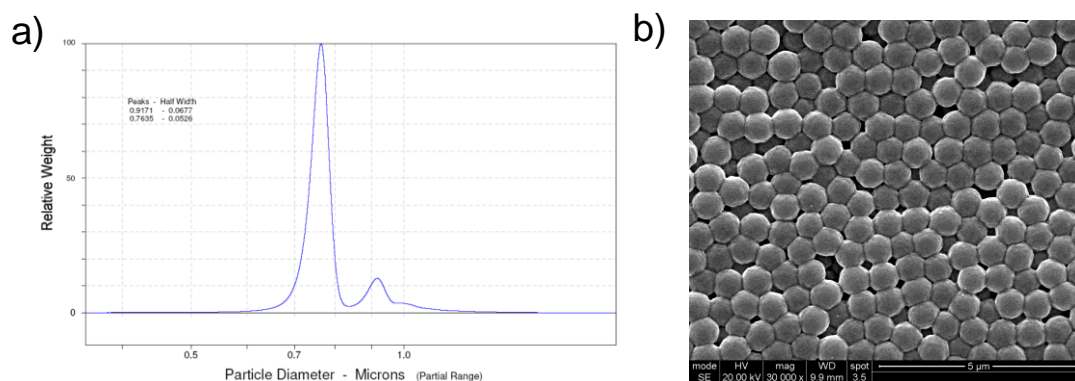 a)
100
Peaks - Half Width
0.9171 - 0.0677
0.7635 - 0.0526
Relative Weight
50
0
0.5 0.7 1.0
Particle Diameter - Microns (Partial Range)
b)
mode HV mag WD spot
5 µm
SE 20.00 kV 30 000 x 9.9 mm 3.5